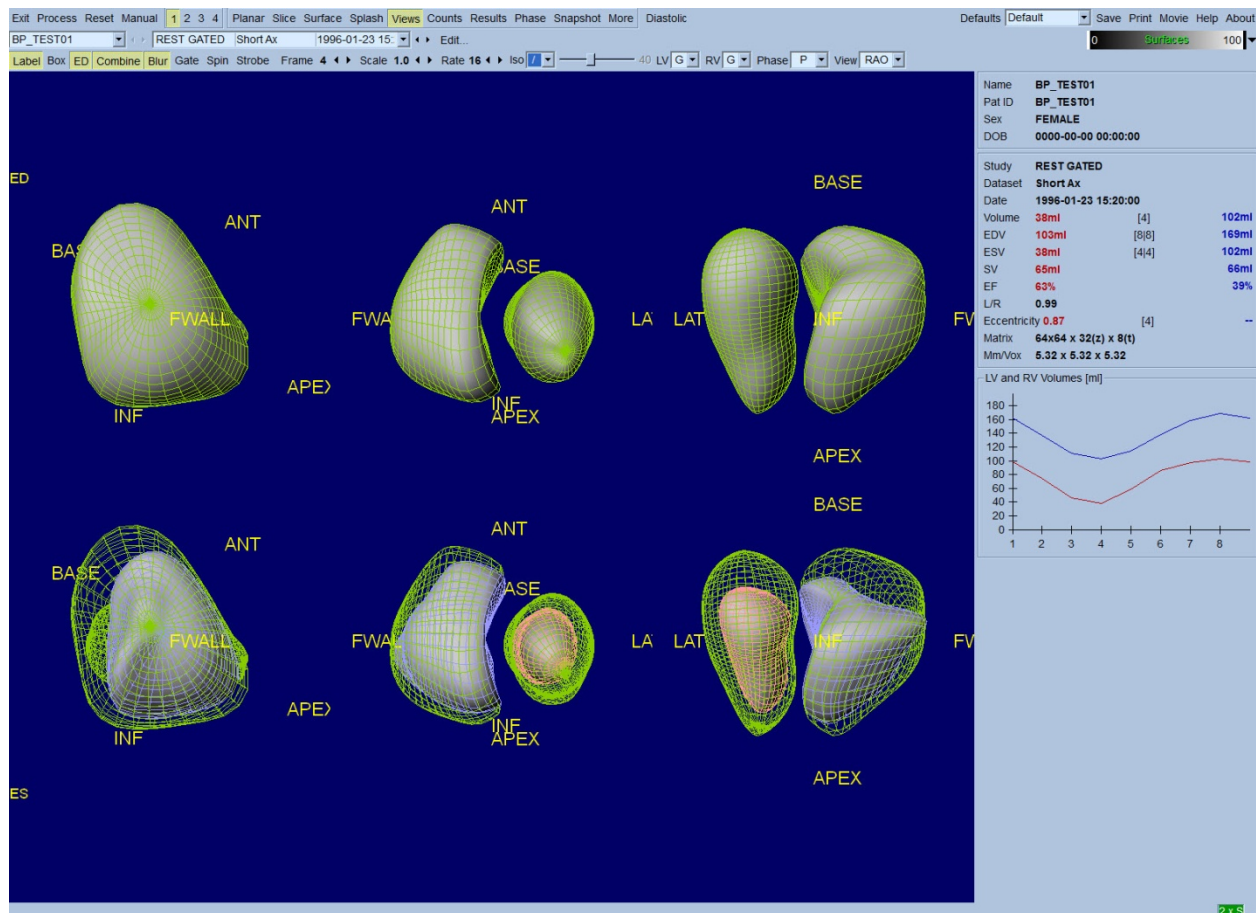 Exit Process Reset Manual 1 2 3 4 Planar Slice Surface Splash Views Counts Results Phase Snapshot More Diastolic Defaults Default Save Print Movie Help About
BP_TEST01 REST GATED Short Ax 1996-01-23 15: Edit... 0 Surfaces 100
Label Box ED Combine Blur Gate Spin Strobe Frame 4 Scale 1.0 Rate 16 Iso / 40 LV G RV G Phase P View RAO
Name BP_TEST01
Pat ID BP_TEST01
Sex FEMALE
DOB 0000-00-00 00:00:00
Study REST GATED
Dataset Short Ax
Date 1996-01-23 15:20:00
Volume 38ml [4] 102ml
EDV 103ml [8|8] 169ml
ESV 38ml [4|4] 102ml
SV 65ml 66ml
EF 63% 39%
L/R 0.99
Eccentricity 0.87 [4] --
Matrix 64x64 x 32(z) x 8(t)
Mm/Vox 5.32 x 5.32 x 5.32
LV and RV Volumes [ml]
180
160
140
120
100
80
60
40
20
0
1 2 3 4 5 6 7 8
ED
ANT
BAS
FWALL
APEX
INF
ANT
BASE
FWA
LA
INF
APEX
BASE
LAT
INF
FV
APEX
ANT
BASE
FWALL
APEX
INF
ANT
ASE
FWAL
LA
INF
APEX
BASE
LAT
INF
FV
APEX
ES
2 x S